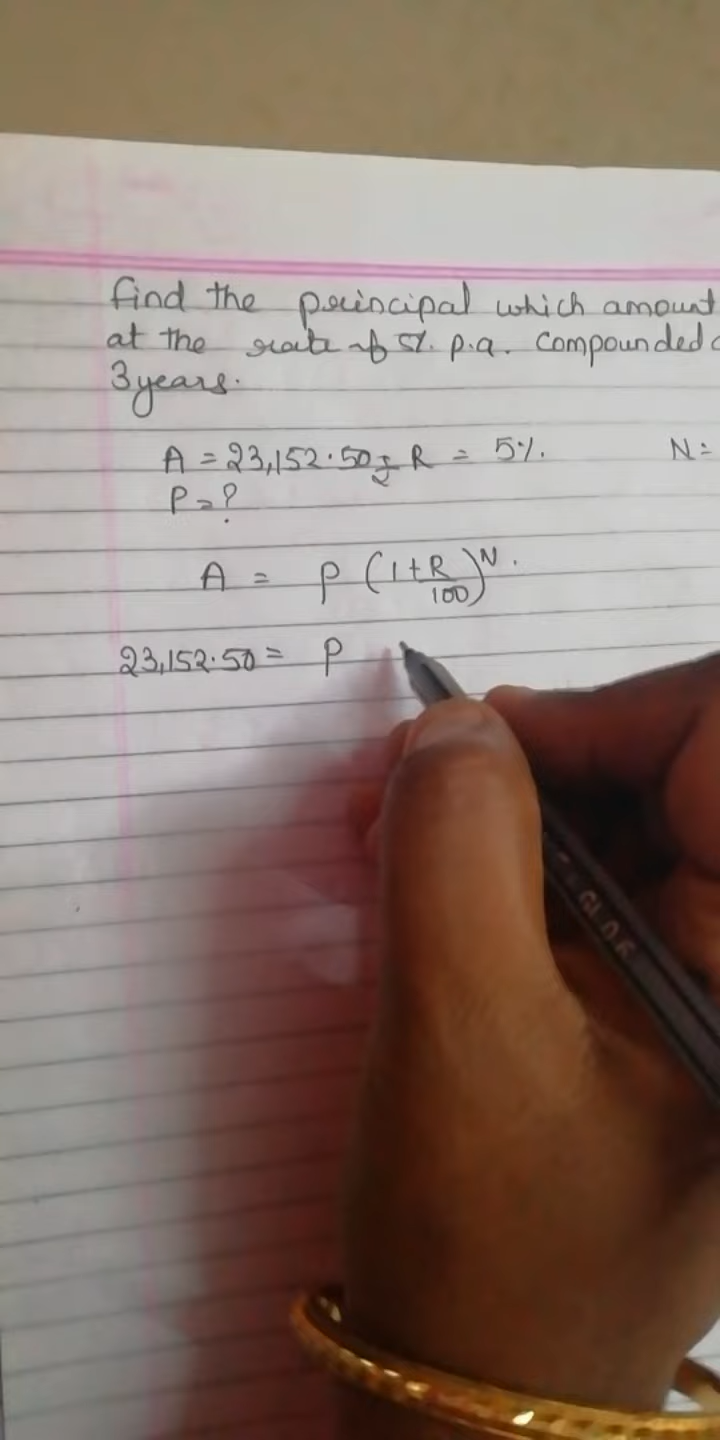 find the principal which amount
at the rate of 5% p.a. compounded
3 years.
A = 23,152.50 R = 5%. N=
P = ?
A = P (1+R/100)^N.
23,152.50 = P